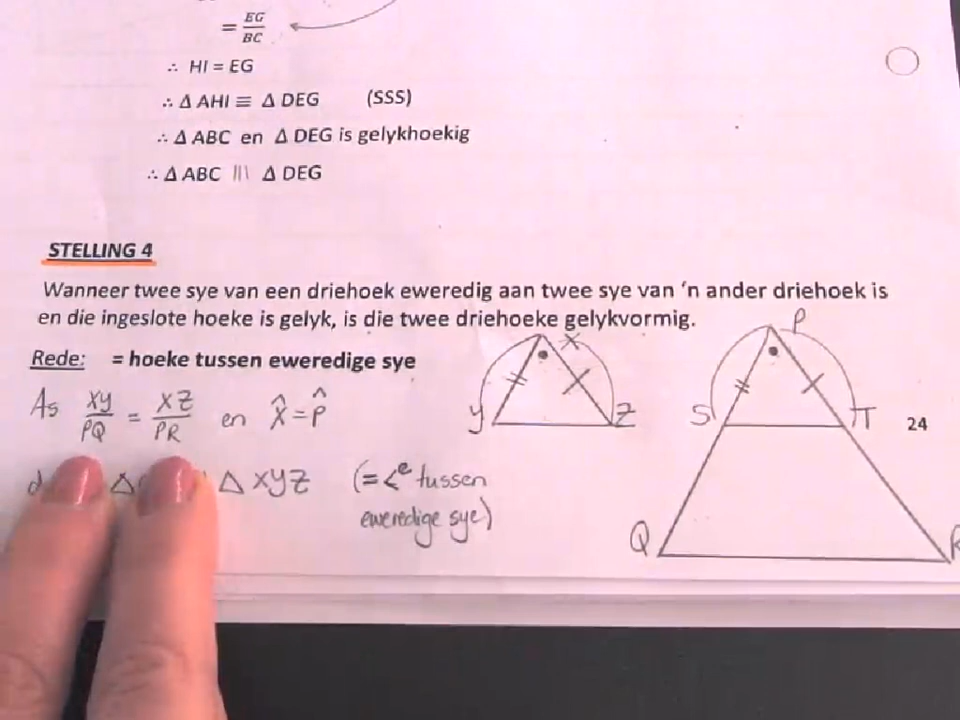 = EG/BC
∴ HI = EG
∴ Δ AHI ≡ Δ DEG (SSS)
∴ Δ ABC en Δ DEG is gelykhoekig
∴ Δ ABC ||| Δ DEG
STELLING 4
Wanneer twee sye van een driehoek eweredig aan twee sye van 'n ander driehoek is
en die ingeslote hoeke is gelyk, is die twee driehoeke gelykvormig.
Rede: = hoeke tussen eweredige sye
As XY/PQ = XZ/PR en X̂ = P̂
Δ Δ XYZ (=<e tussen
eweredige sye)
X
Y
Z
P
S
T
Q
R
24